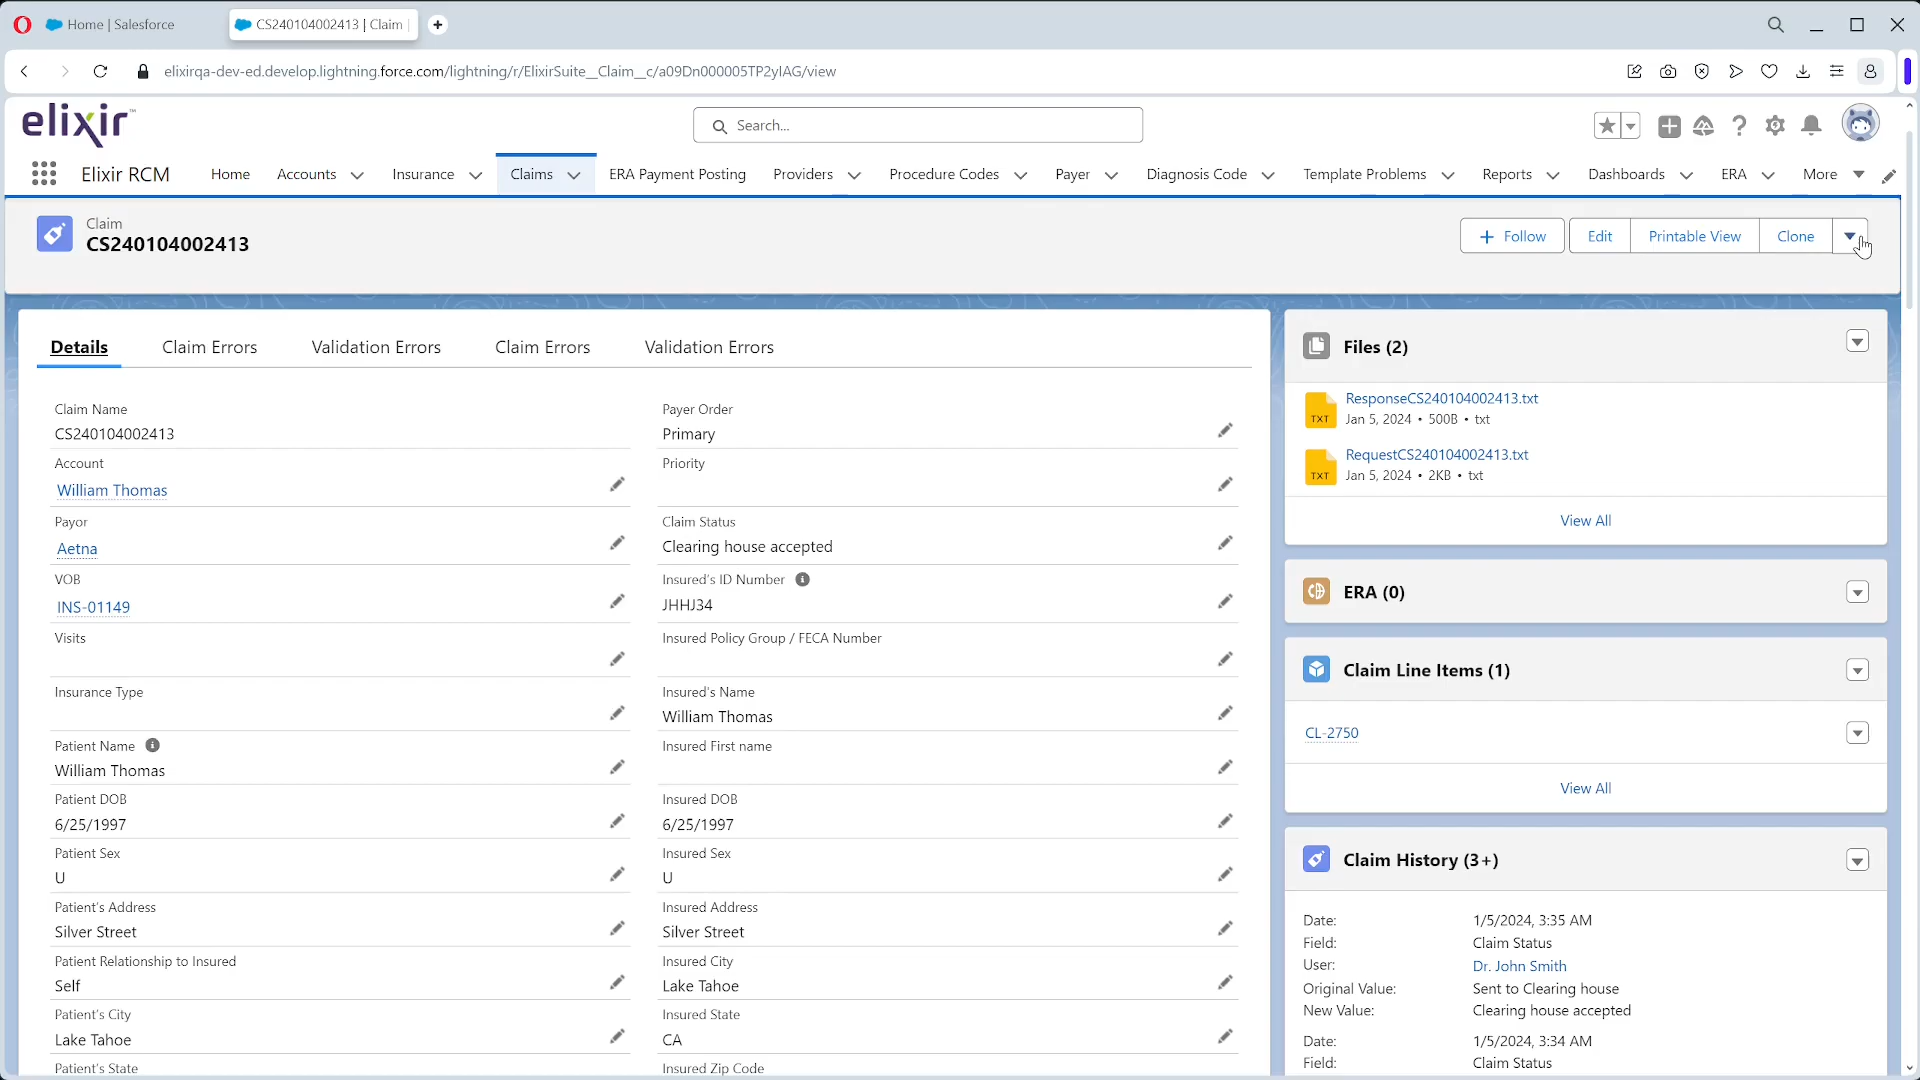 Home | Salesforce
CS240104002413 | Claim
elixirqa-dev-ed.develop.lightning.force.com/lightning/r/ElixirSuite__Claim__c/a09Dn000005TP2yIAG/view
elixir™
Search...
Elixir RCM
Home
Accounts
Insurance
Claims
ERA Payment Posting
Providers
Procedure Codes
Payer
Diagnosis Code
Template Problems
Reports
Dashboards
ERA
More
Claim
CS240104002413
Follow
Edit
Printable View
Clone
Details
Claim Errors
Validation Errors
Claim Errors
Validation Errors
Claim Name
CS240104002413
Payer Order
Primary
Account
William Thomas
Priority
Payor
Aetna
Claim Status
Clearing house accepted
VOB
INS-01149
Insured's ID Number
JHHJ34
Visits
Insured Policy Group / FECA Number
Insurance Type
Insured's Name
William Thomas
Patient Name
William Thomas
Insured First name
Patient DOB
6/25/1997
Insured DOB
6/25/1997
Patient Sex
U
Insured Sex
U
Patient's Address
Silver Street
Insured Address
Silver Street
Patient Relationship to Insured
Self
Insured City
Lake Tahoe
Patient's City
Lake Tahoe
Insured State
CA
Patient's State
Insured Zip Code
Files (2)
TXT
ResponseCS240104002413.txt
Jan 5, 2024 • 500B • txt
TXT
RequestCS240104002413.txt
Jan 5, 2024 • 2KB • txt
View All
ERA (0)
Claim Line Items (1)
CL-2750
View All
Claim History (3+)
Date: 1/5/2024, 3:35 AM
Field: Claim Status
User: Dr. John Smith
Original Value: Sent to Clearing house
New Value: Clearing house accepted
Date: 1/5/2024, 3:34 AM
Field: Claim Status